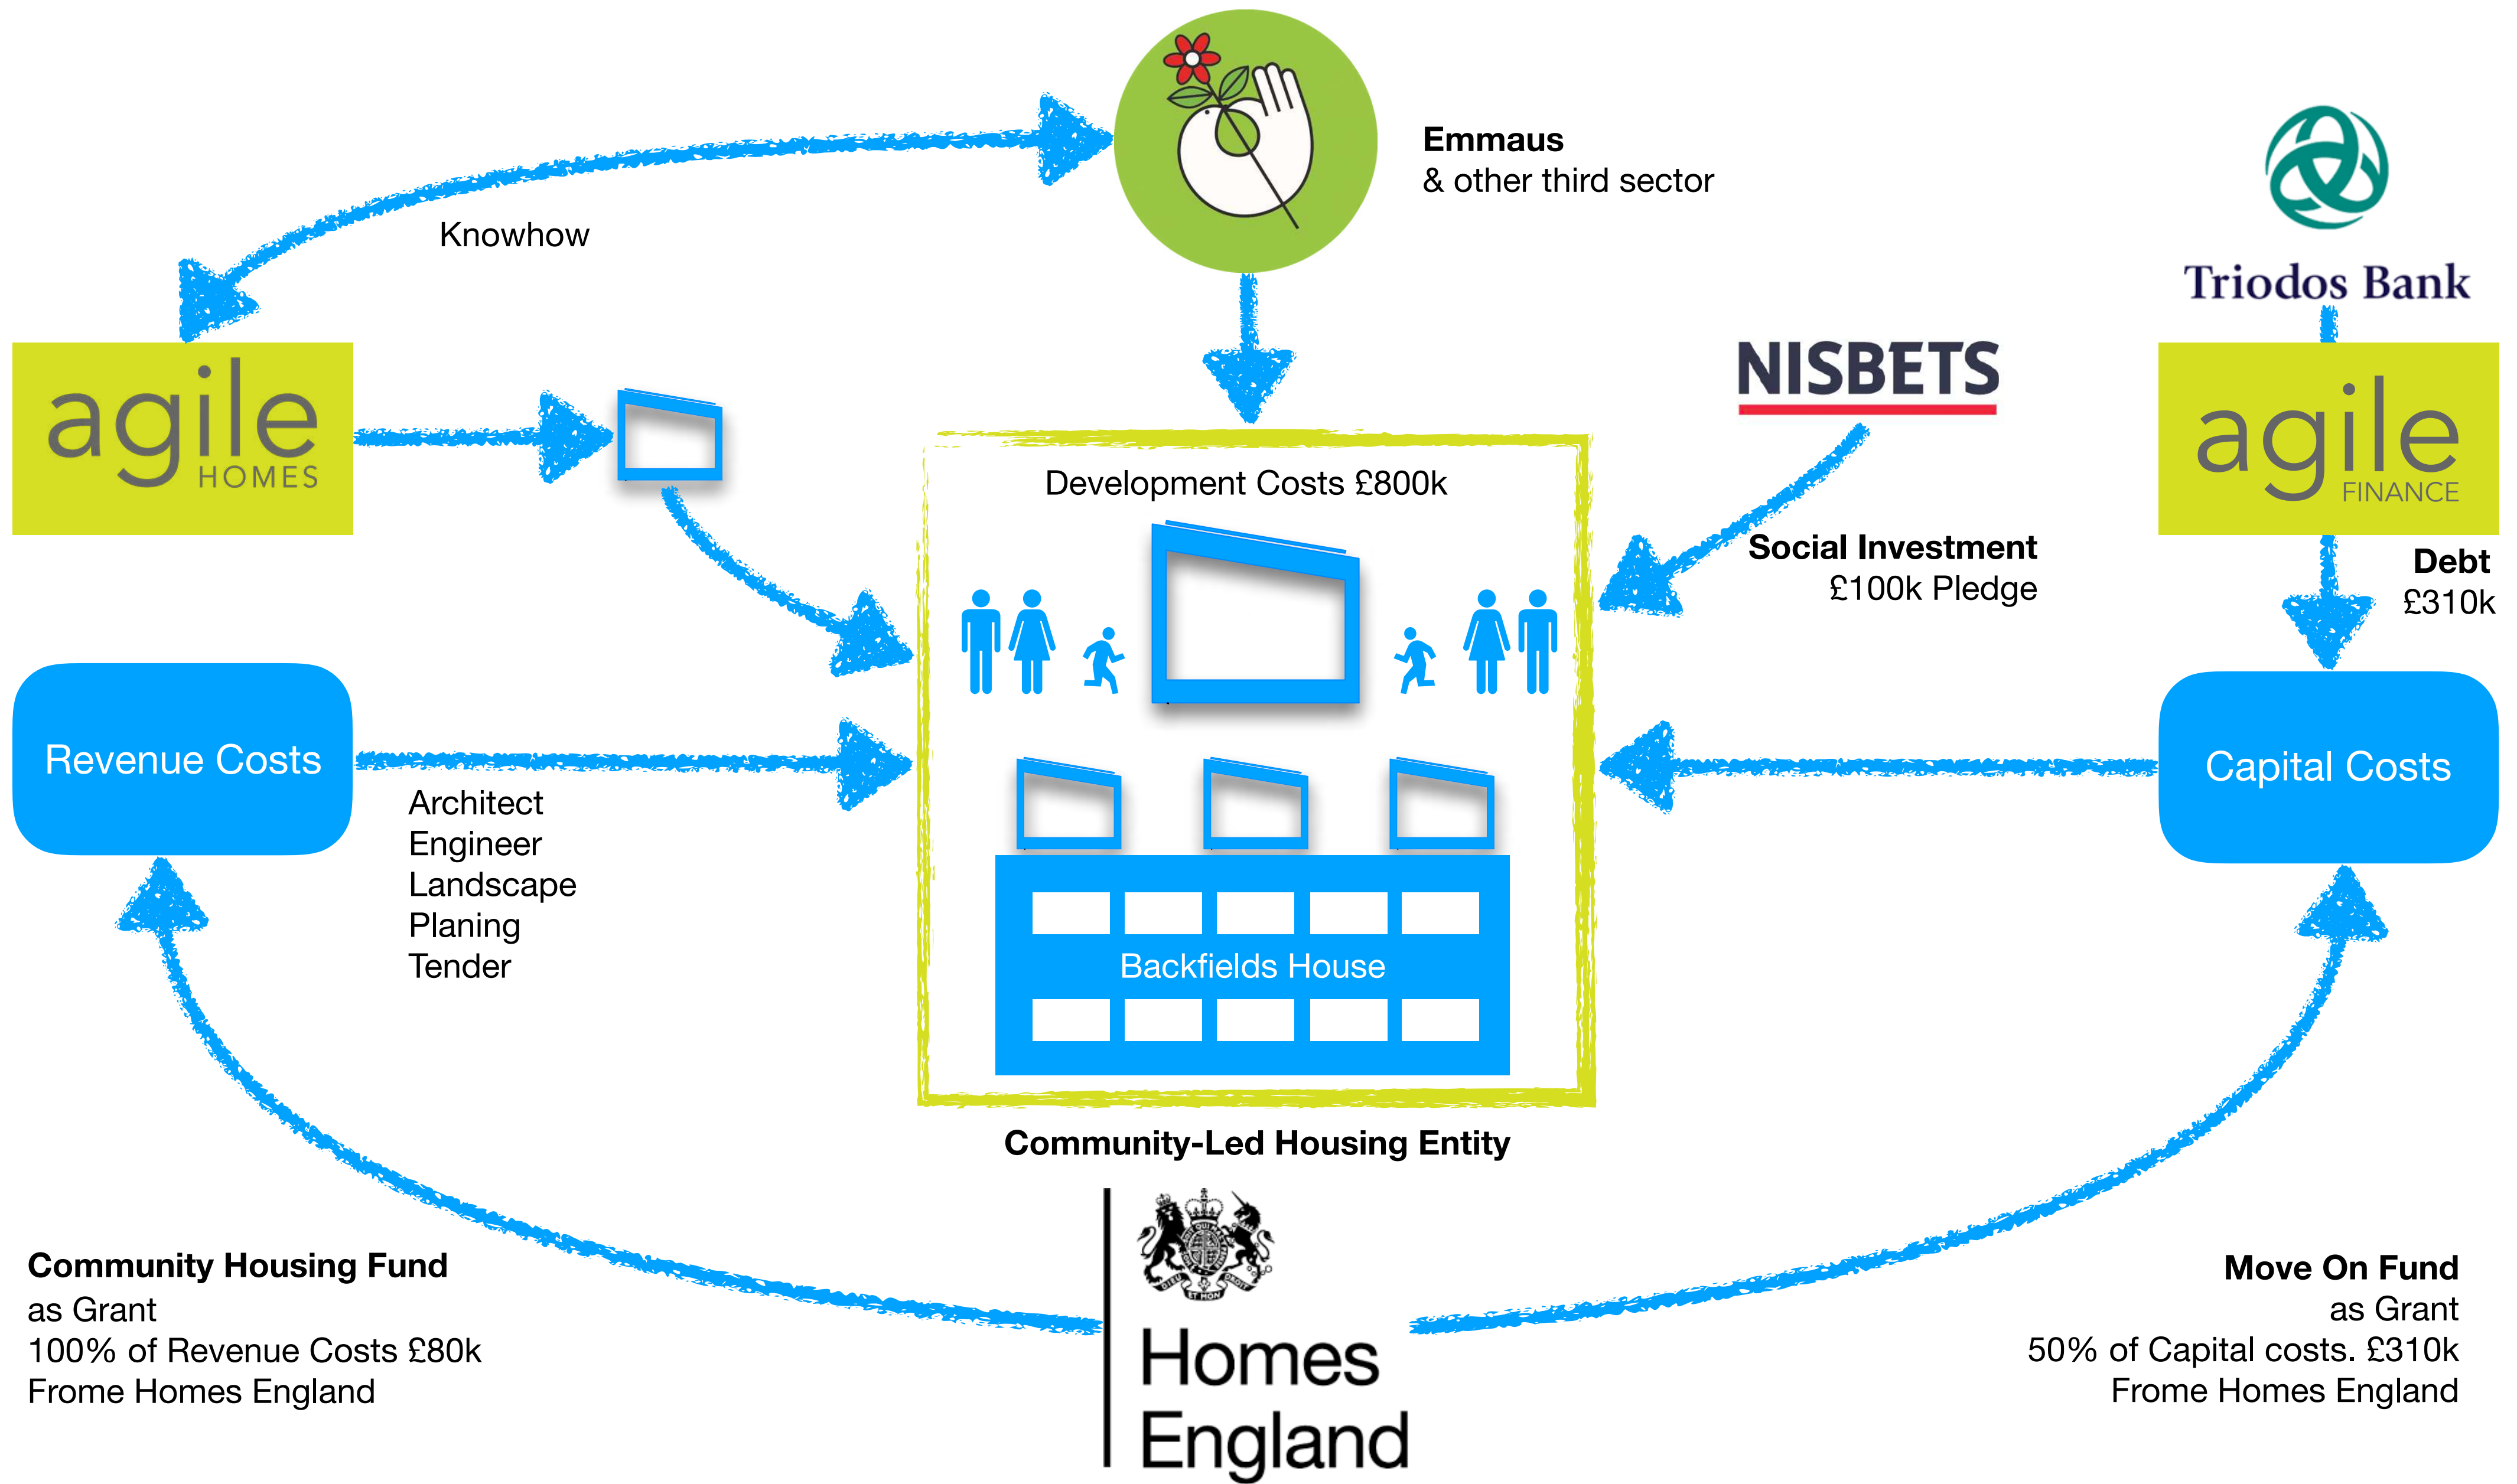 Emmaus
& other third sector
Knowhow
Triodos Bank
agile
HOMES
NISBETS
agile
FINANCE
Development Costs £800k
Social Investment
£100k Pledge
Debt
£310k
Revenue Costs
Capital Costs
Architect
Engineer
Landscape
Planing
Tender
Backfields House
Community-Led Housing Entity
Community Housing Fund
as Grant
100% of Revenue Costs £80k
Frome Homes England
Homes
England
Move On Fund
as Grant
50% of Capital costs. £310k
Frome Homes England